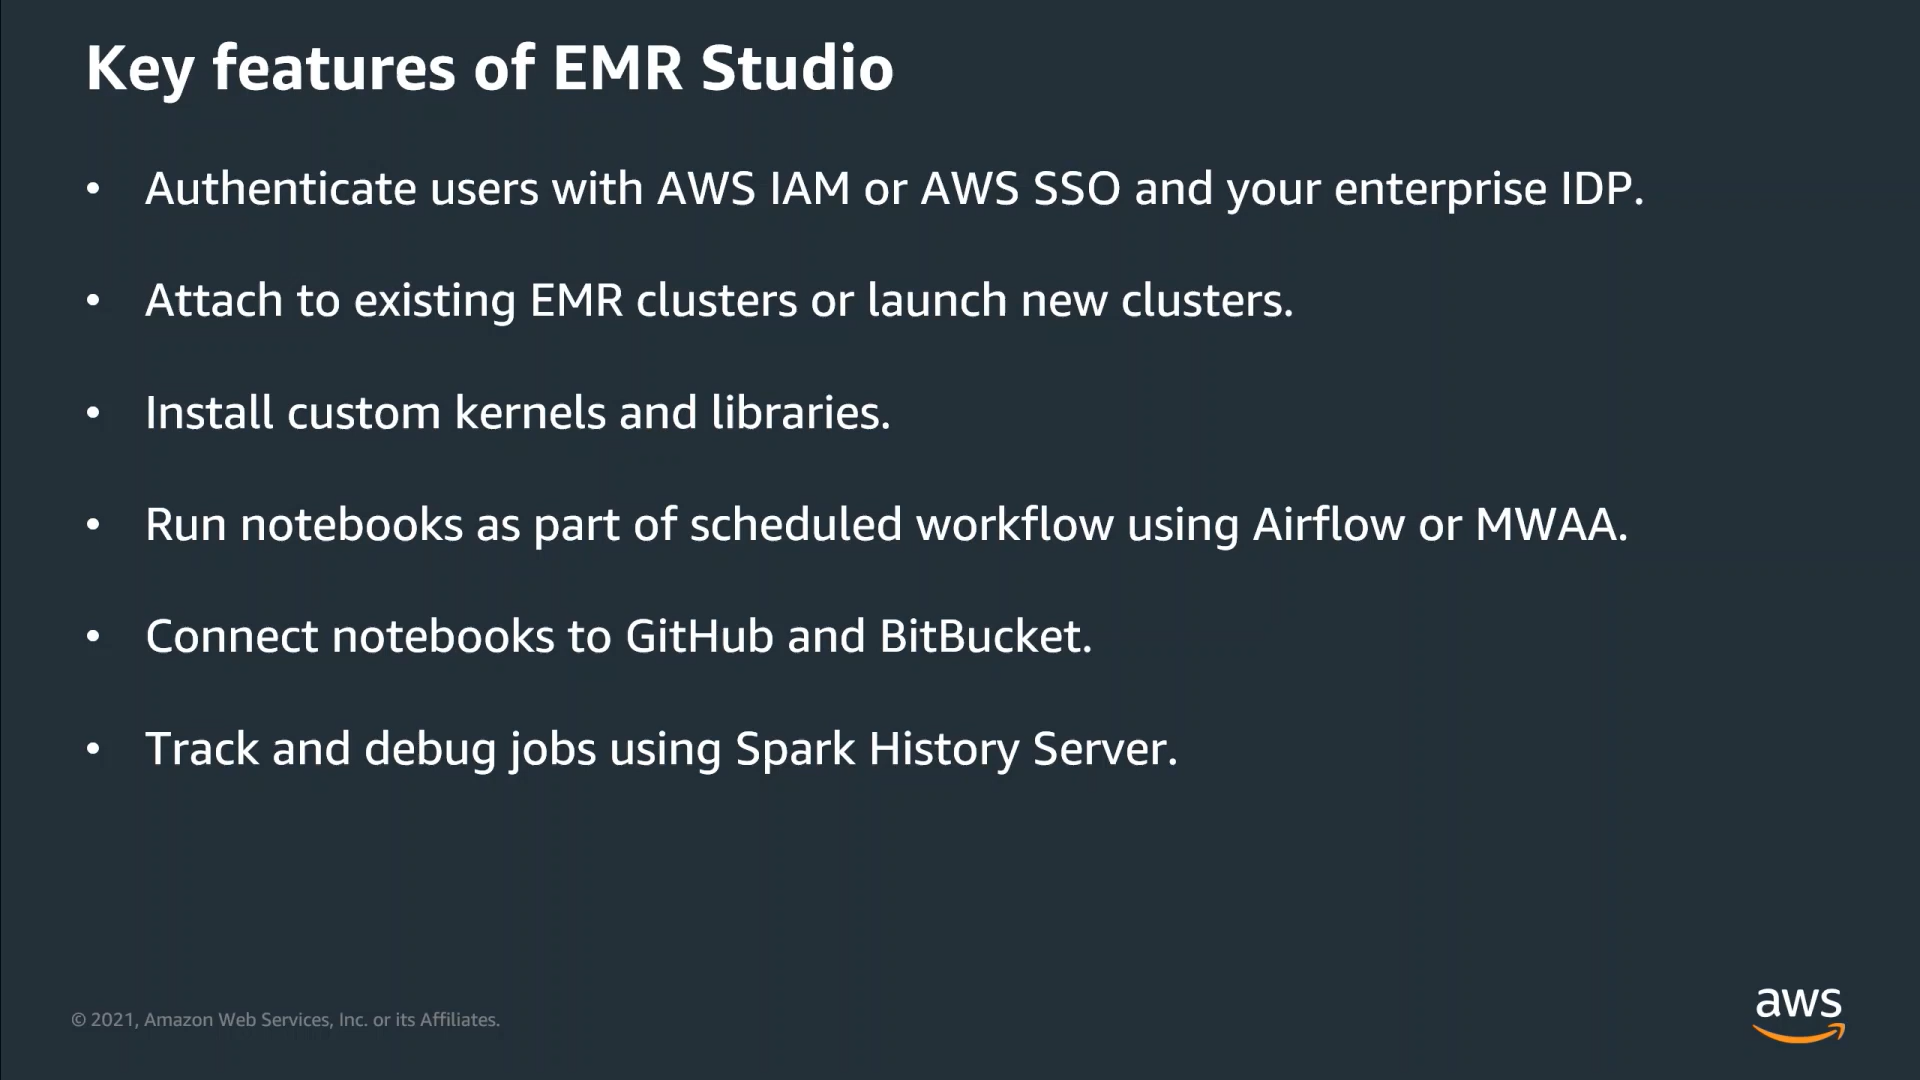 Key features of EMR Studio
• Authenticate users with AWS IAM or AWS SSO and your enterprise IDP.
• Attach to existing EMR clusters or launch new clusters.
• Install custom kernels and libraries.
• Run notebooks as part of scheduled workflow using Airflow or MWAA.
• Connect notebooks to GitHub and BitBucket.
• Track and debug jobs using Spark History Server.
© 2021, Amazon Web Services, Inc. or its Affiliates.
aws